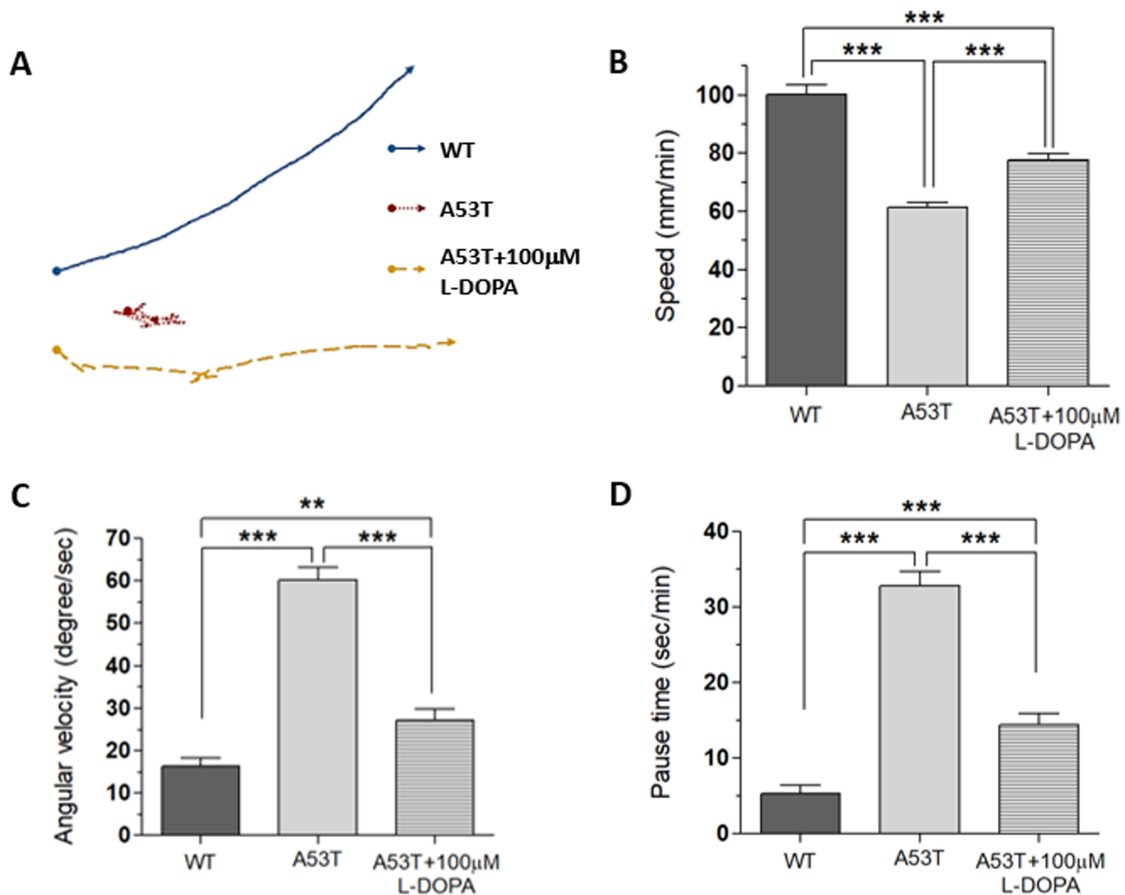 A
WT
A53T
A53T+100μM
L-DOPA
B
***
*** ***
Speed (mm/min)
100
80
60
40
20
0
WT
A53T
A53T+100μM
L-DOPA
C
**
*** ***
Angular velocity (degree/sec)
70
60
50
40
30
20
10
0
WT
A53T
A53T+100μM
L-DOPA
D
***
*** ***
Pause time (sec/min)
40
30
20
10
0
WT
A53T
A53T+100μM
L-DOPA